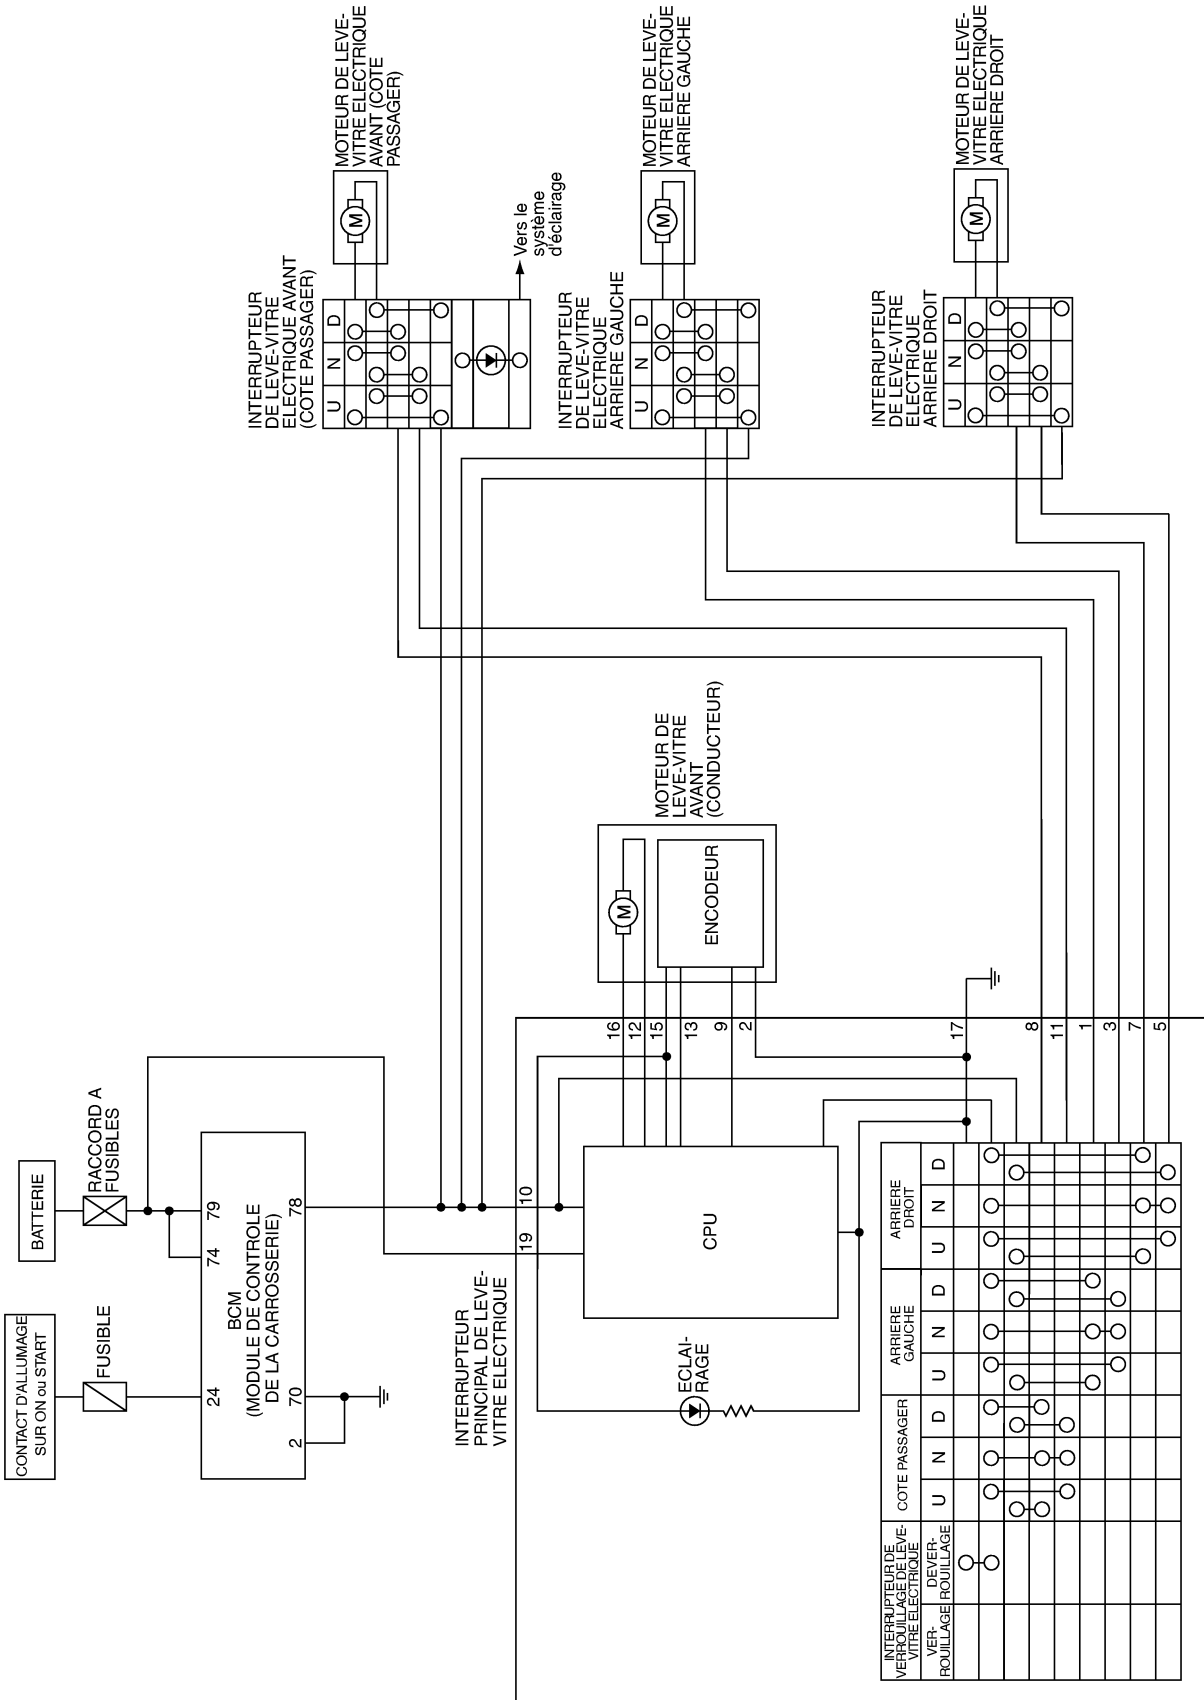 CONTACT D'ALLUMAGE
SUR ON ou START
BATTERIE
FUSIBLE
RACCORD A
FUSIBLES
24
74
79
BCM
(MODULE DE CONTROLE
DE LA CARROSSERIE)
2
70
78
INTERRUPTEUR
DE LEVE-VITRE
ELECTRIQUE AVANT
(COTE PASSAGER)
U
N
D
M
MOTEUR DE LEVE-
VITRE ELECTRIQUE
AVANT (COTE
PASSAGER)
Vers le
système
d'éclairage
INTERRUPTEUR
DE LEVE-VITRE
ELECTRIQUE
ARRIERE GAUCHE
U
N
D
M
MOTEUR DE LEVE-
VITRE ELECTRIQUE
ARRIERE GAUCHE
INTERRUPTEUR
DE LEVE-VITRE
ELECTRIQUE
ARRIERE DROIT
U
N
D
M
MOTEUR DE LEVE-
VITRE ELECTRIQUE
ARRIERE DROIT
INTERRUPTEUR
PRINCIPAL DE LEVE-
VITRE ELECTRIQUE
19
10
CPU
ECLAI-
RAGE
M
ENCODEUR
MOTEUR DE
LEVE-VITRE
AVANT
(CONDUCTEUR)
16
12
15
13
9
2
17
8
11
1
3
7
5
INTERRUPTEUR DE
VERROUILLAGE DE LEVE-
VITRE ELECTRIQUE
VER-
ROUILLAGE
DEVER-
ROUILLAGE
COTE PASSAGER
U
N
D
ARRIERE
GAUCHE
U
N
D
ARRIERE
DROIT
U
N
D